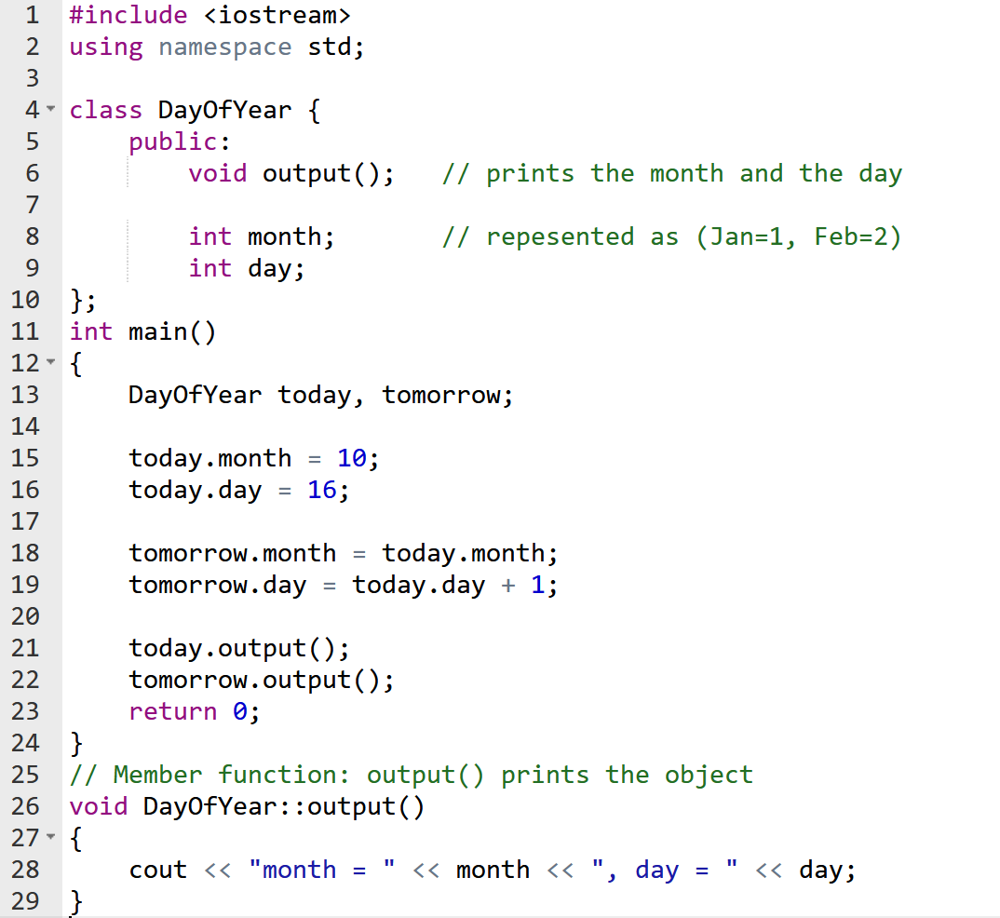 1 #include <iostream>
2 using namespace std;
3
4 class DayOfYear {
5     public:
6         void output();   // prints the month and the day
7
8         int month;       // repesented as (Jan=1, Feb=2)
9         int day;
10 };
11 int main()
12 {
13     DayOfYear today, tomorrow;
14
15     today.month = 10;
16     today.day = 16;
17
18     tomorrow.month = today.month;
19     tomorrow.day = today.day + 1;
20
21     today.output();
22     tomorrow.output();
23     return 0;
24 }
25 // Member function: output() prints the object
26 void DayOfYear::output()
27 {
28     cout << "month = " << month << ", day = " << day;
29 }